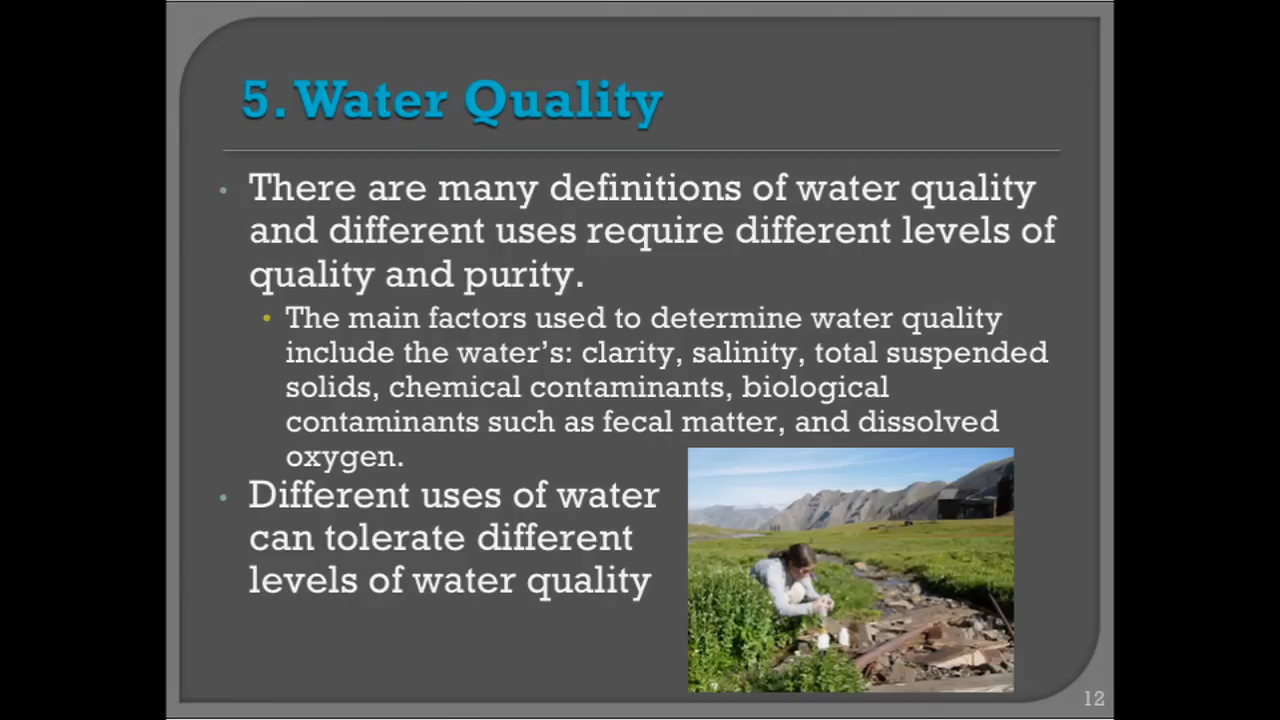 5. Water Quality
• There are many definitions of water quality
and different uses require different levels of
quality and purity.
• The main factors used to determine water quality
include the water's: clarity, salinity, total suspended
solids, chemical contaminants, biological
contaminants such as fecal matter, and dissolved
oxygen.
• Different uses of water
can tolerate different
levels of water quality
12